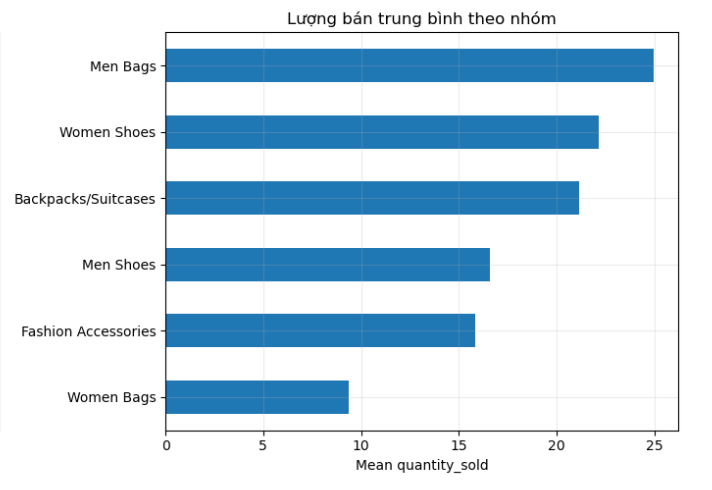 Lượng bán trung bình theo nhóm
Men Bags
Women Shoes
Backpacks/Suitcases
Men Shoes
Fashion Accessories
Women Bags
0 5 10 15 20 25
Mean quantity_sold